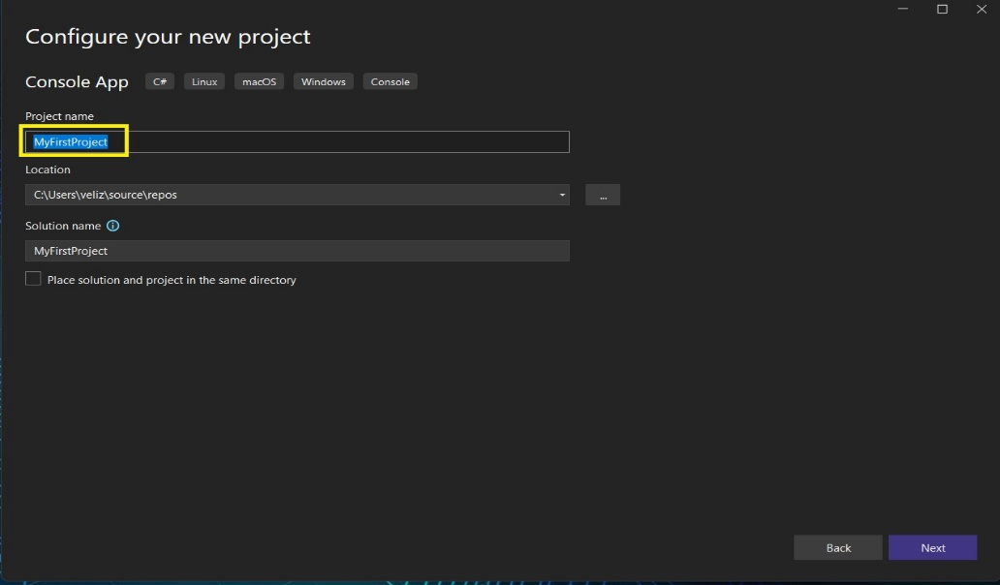 Configure your new project
Console App C# Linux macOS Windows Console
Project name
MyFirstProject
Location
C:\Users\veliz\source\repos ...
Solution name
MyFirstProject
Place solution and project in the same directory
Back Next